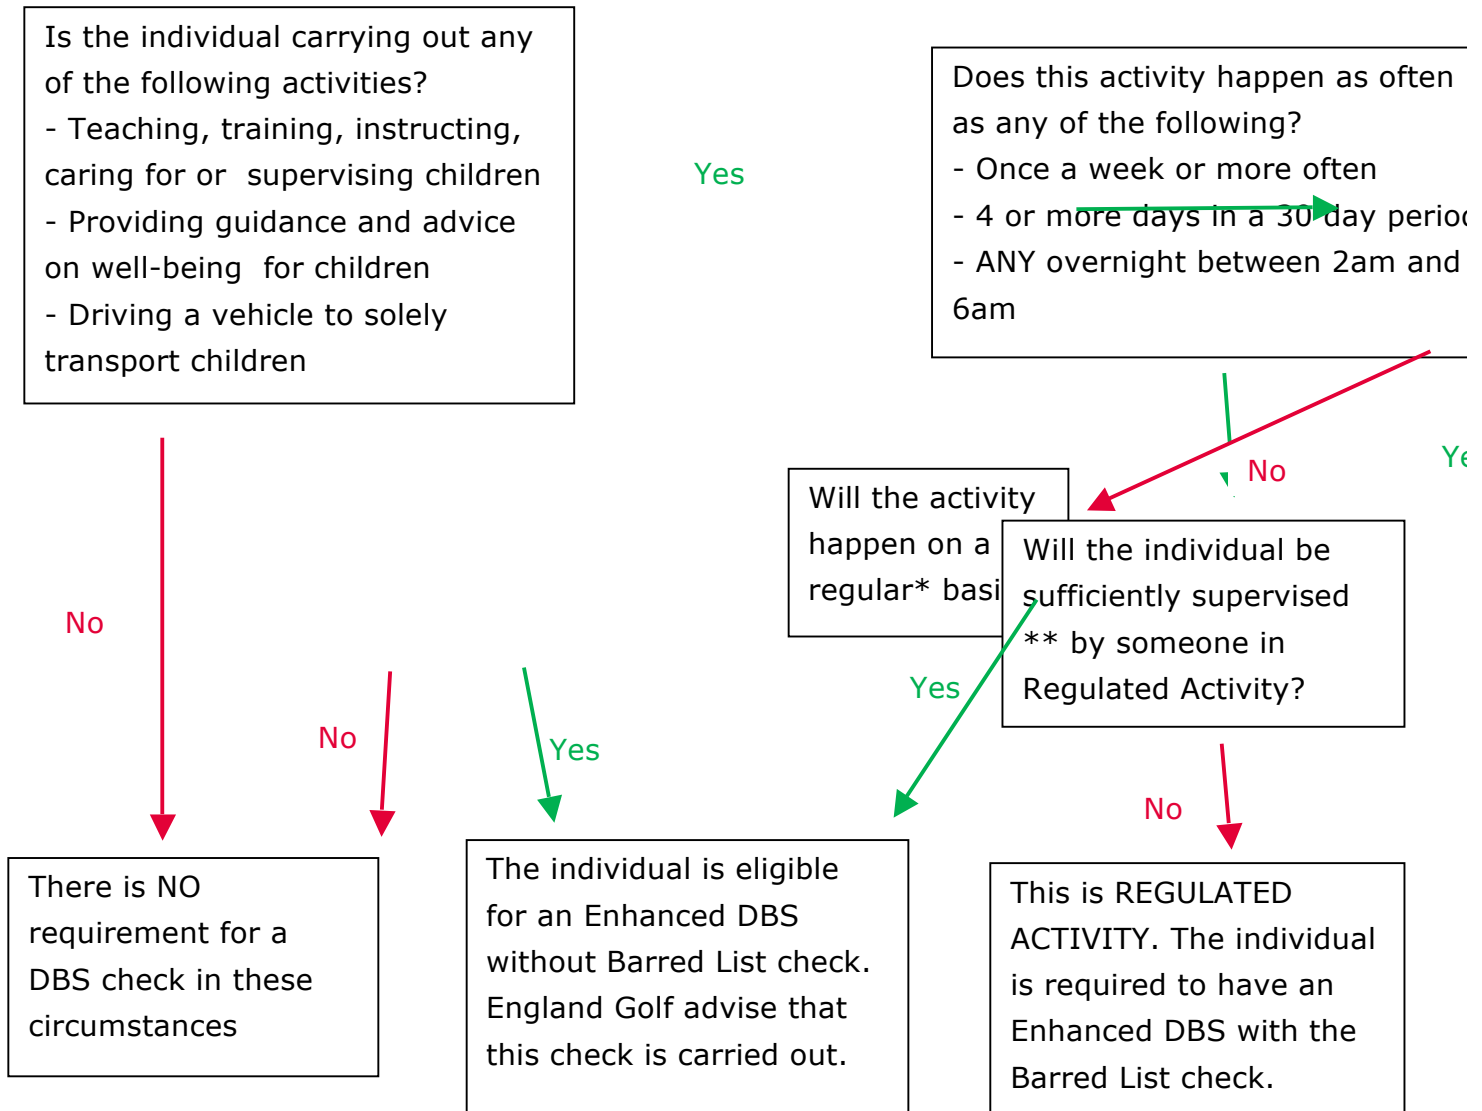 Is the individual carrying out any
of the following activities?
- Teaching, training, instructing,
caring for or  supervising children
- Providing guidance and advice
on well-being  for children
- Driving a vehicle to solely
transport children
Yes
Does this activity happen as often
as any of the following?
- Once a week or more often
- 4 or more days in a 30 day perio
- ANY overnight between 2am and
6am
No
Ye
Will the activity
happen on a
regular* basi
Will the individual be
sufficiently supervised
** by someone in
Regulated Activity?
No
Yes
No
Yes
No
There is NO
requirement for a
DBS check in these
circumstances
The individual is eligible
for an Enhanced DBS
without Barred List check.
England Golf advise that
this check is carried out.
This is REGULATED
ACTIVITY. The individual
is required to have an
Enhanced DBS with the
Barred List check.